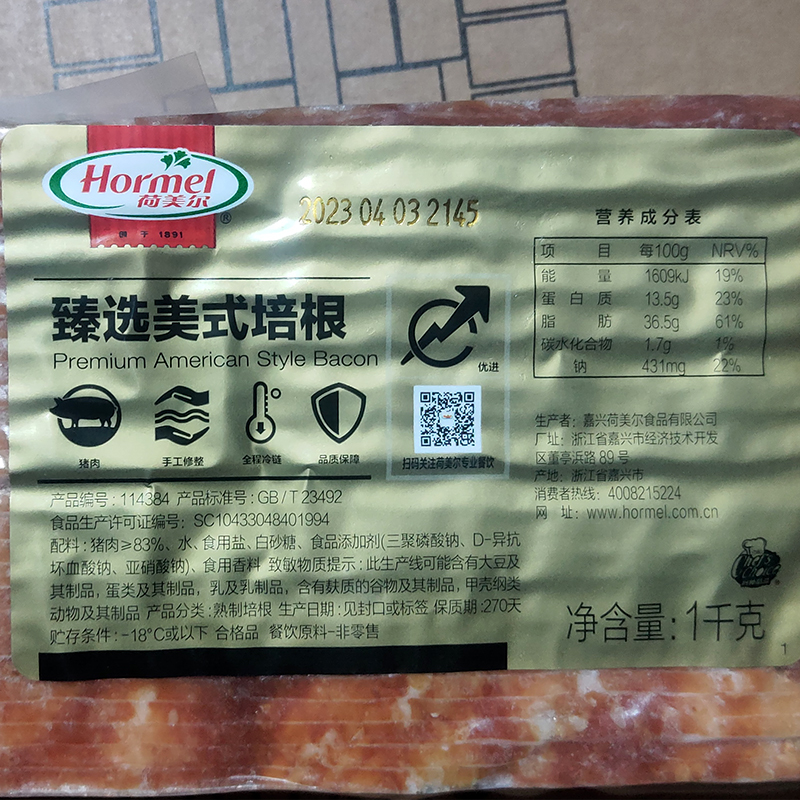 Hormel
荷美尔
®
创于1891
2023 04 03 2145
臻选美式培根
Premium American Style Bacon
优进
猪肉 手工修整 全程冷链 品质保障
扫码关注荷美尔专业餐饮
产品编号:114384 产品标准号:GB/T 23492
食品生产许可证编号:SC10433048401994
配料:猪肉≥83%、水、食用盐、白砂糖、食品添加剂(三聚磷酸钠、D-异抗
坏血酸钠、亚硝酸钠)、食用香料 致敏物质提示:此生产线可能含有大豆及
其制品,蛋类及其制品,乳及乳制品,含有麸质的谷物及其制品,甲壳纲类
动物及其制品 产品分类:熟制培根 生产日期:见封口或标签 保质期:270天
贮存条件:-18°C或以下 合格品 餐饮原料-非零售
营养成分表
项目 每100g NRV%
能量 1609kJ 19%
蛋白质 13.5g 23%
脂肪 36.5g 61%
碳水化合物 1.7g 1%
钠 431mg 22%
生产者:嘉兴荷美尔食品有限公司
厂址:浙江省嘉兴市经济技术开发
区董亭浜路89号
产地:浙江省嘉兴市
消费者热线:4008215224
网 址:www.hormel.com.cn
净含量:1千克
1